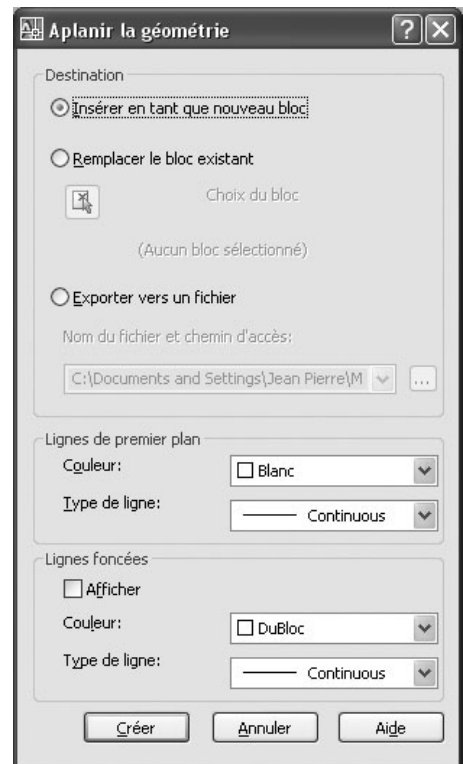 Aplanir la géométrie
Destination
Insérer en tant que nouveau bloc
Remplacer le bloc existant
Choix du bloc
(Aucun bloc sélectionné)
Exporter vers un fichier
Nom du fichier et chemin d'accès:
C:\Documents and Settings\Jean Pierre\M ...
Lignes de premier plan
Couleur: Blanc
Type de ligne: Continuous
Lignes foncées
Afficher
Couleur: DuBloc
Type de ligne: Continuous
Créer Annuler Aide